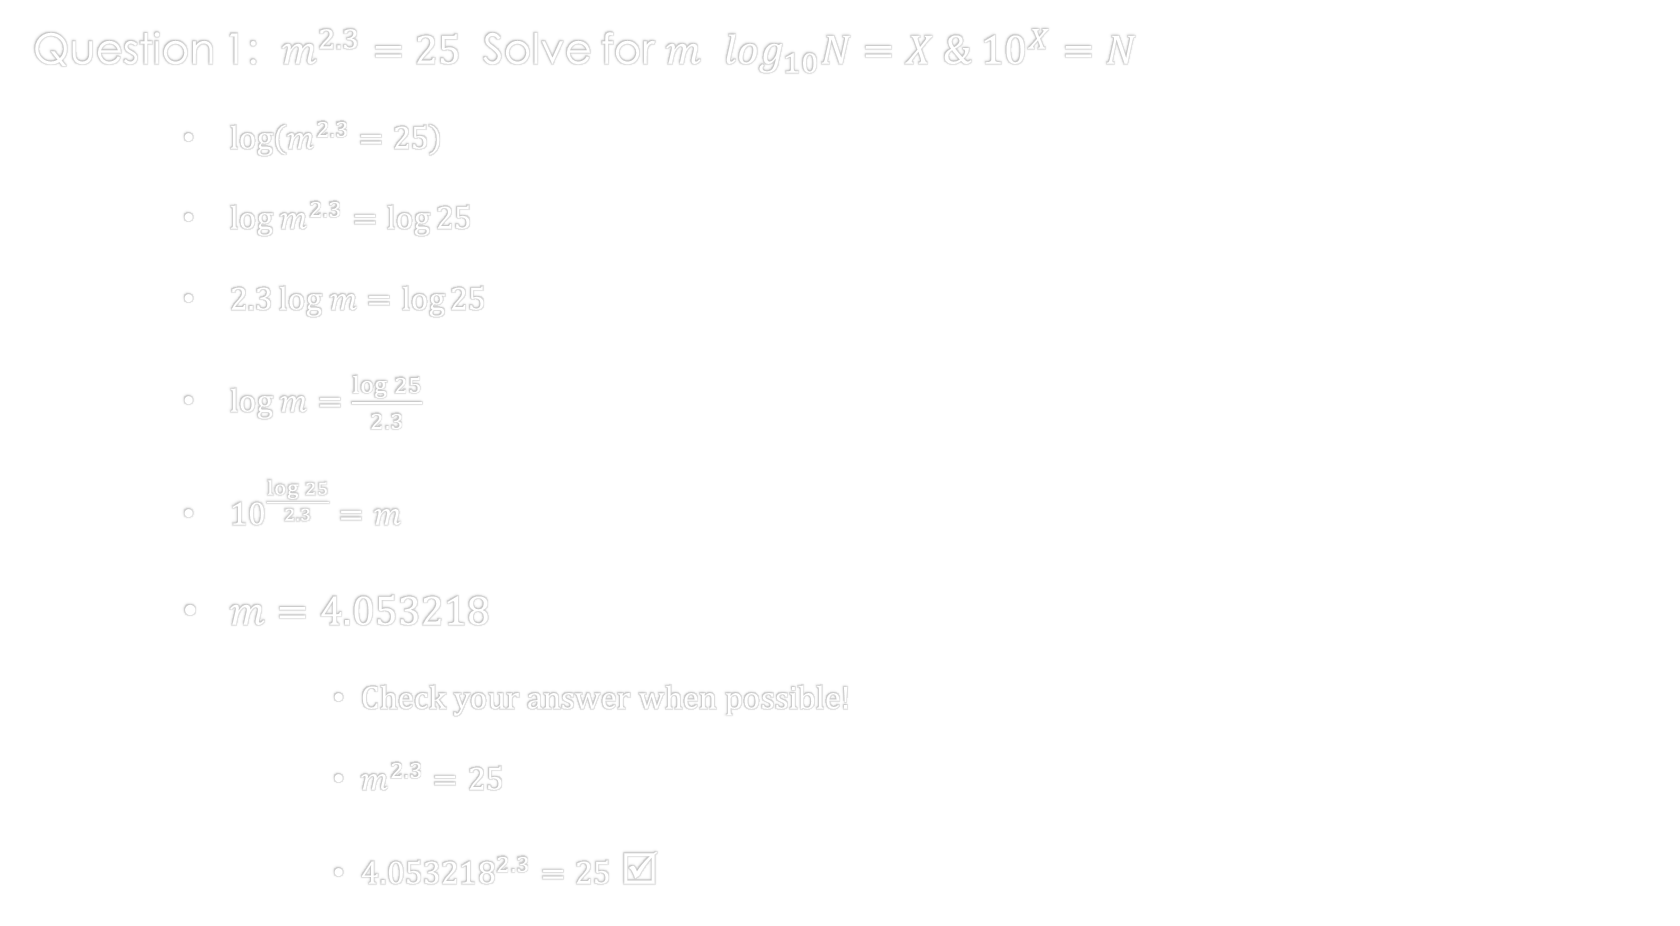 Question 1: m^2.3 = 25 Solve for m log₁₀N = X & 10^X = N
• log(m^2.3 = 25)
• log m^2.3 = log 25
• 2.3 log m = log 25
• log m = log 25 / 2.3
• 10^(log 25 / 2.3) = m
• m = 4.053218
• Check your answer when possible!
• m^2.3 = 25
• 4.053218^2.3 = 25 ☑